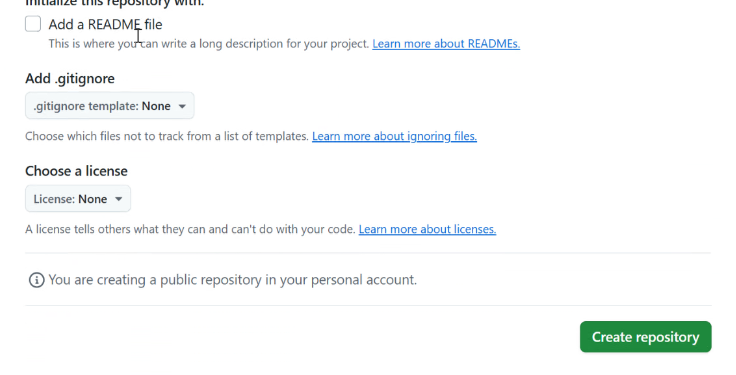 Initialize this repository with:
Add a README file
This is where you can write a long description for your project. Learn more about READMEs.
Add .gitignore
.gitignore template: None
Choose which files not to track from a list of templates. Learn more about ignoring files.
Choose a license
License: None
A license tells others what they can and can't do with your code. Learn more about licenses.
You are creating a public repository in your personal account.
Create repository